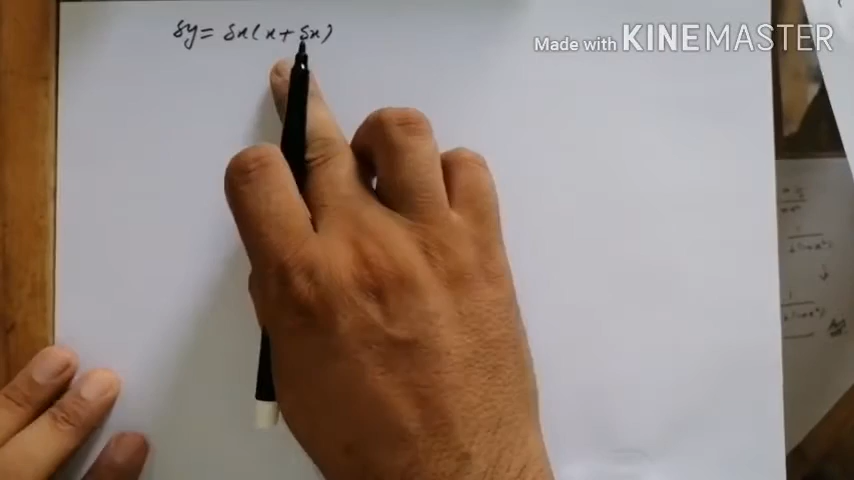 δy = δx(x + δx)
Made with KINEMASTER